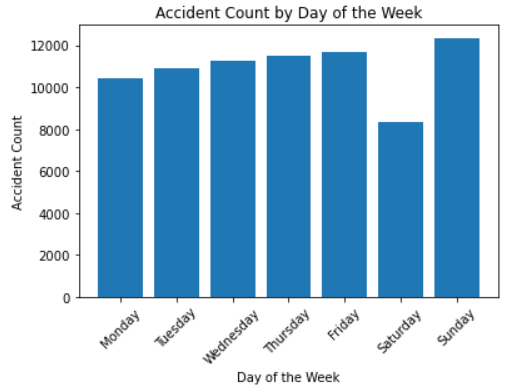 Accident Count by Day of the Week
Accident Count
12000
10000
8000
6000
4000
2000
0
Monday
Tuesday
Wednesday
Thursday
Friday
Saturday
Sunday
Day of the Week